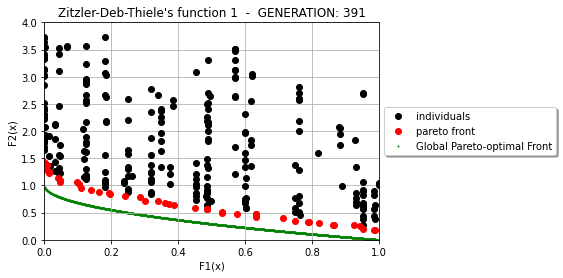 Zitzler-Deb-Thiele's function 1 - GENERATION: 391
4.0
3.5
3.0
2.5
2.0
1.5
1.0
0.5
0.0
F2(x)
0.0 0.2 0.4 0.6 0.8 1.0
F1(x)
individuals
pareto front
Global Pareto-optimal Front